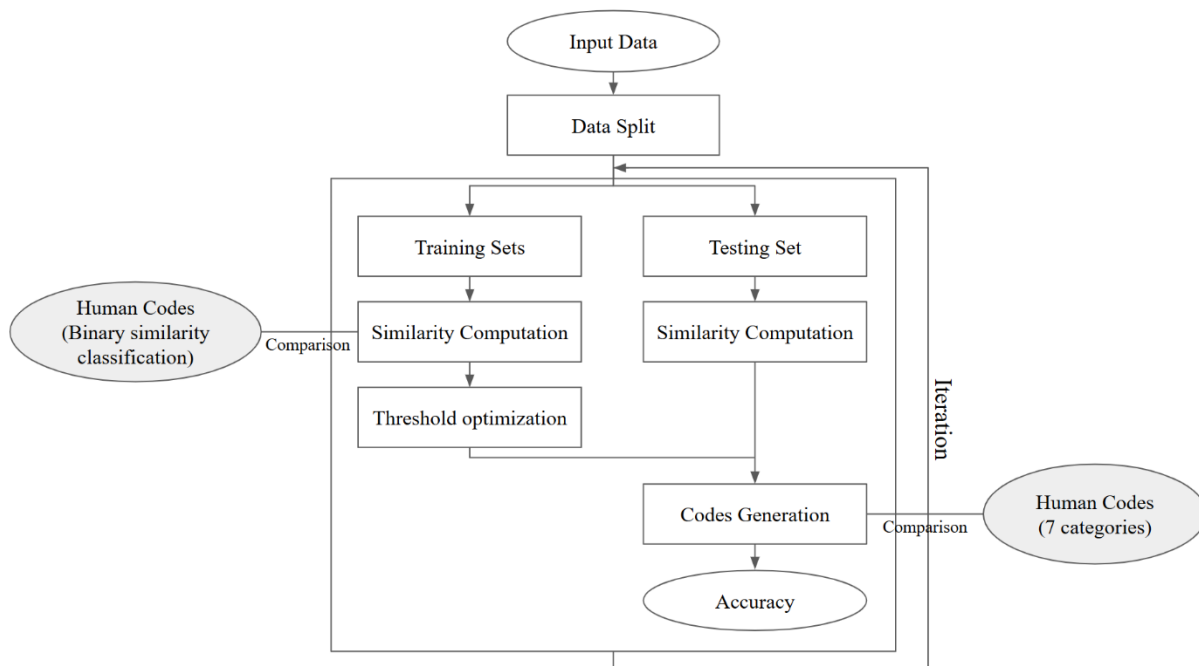 Input Data
Data Split
Training Sets
Testing Set
Human Codes
(Binary similarity
classification)
Comparison
Similarity Computation
Similarity Computation
Threshold optimization
Iteration
Codes Generation
Comparison
Human Codes
(7 categories)
Accuracy